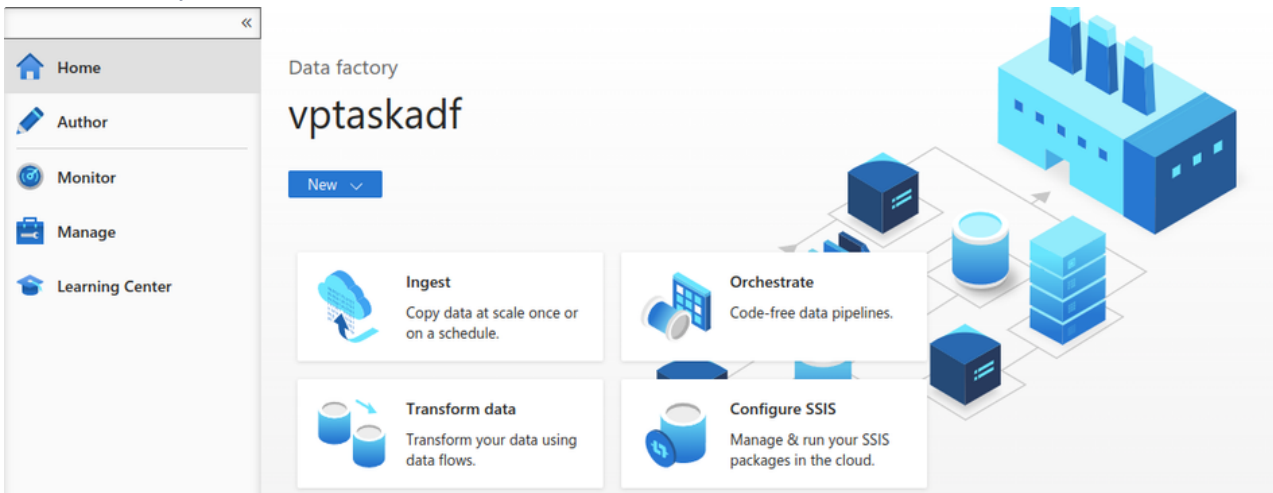 «
Home
Author
Monitor
Manage
Learning Center
Data factory
vptaskadf
New
Ingest
Copy data at scale once or
on a schedule.
Orchestrate
Code-free data pipelines.
Transform data
Transform your data using
data flows.
Configure SSIS
Manage & run your SSIS
packages in the cloud.